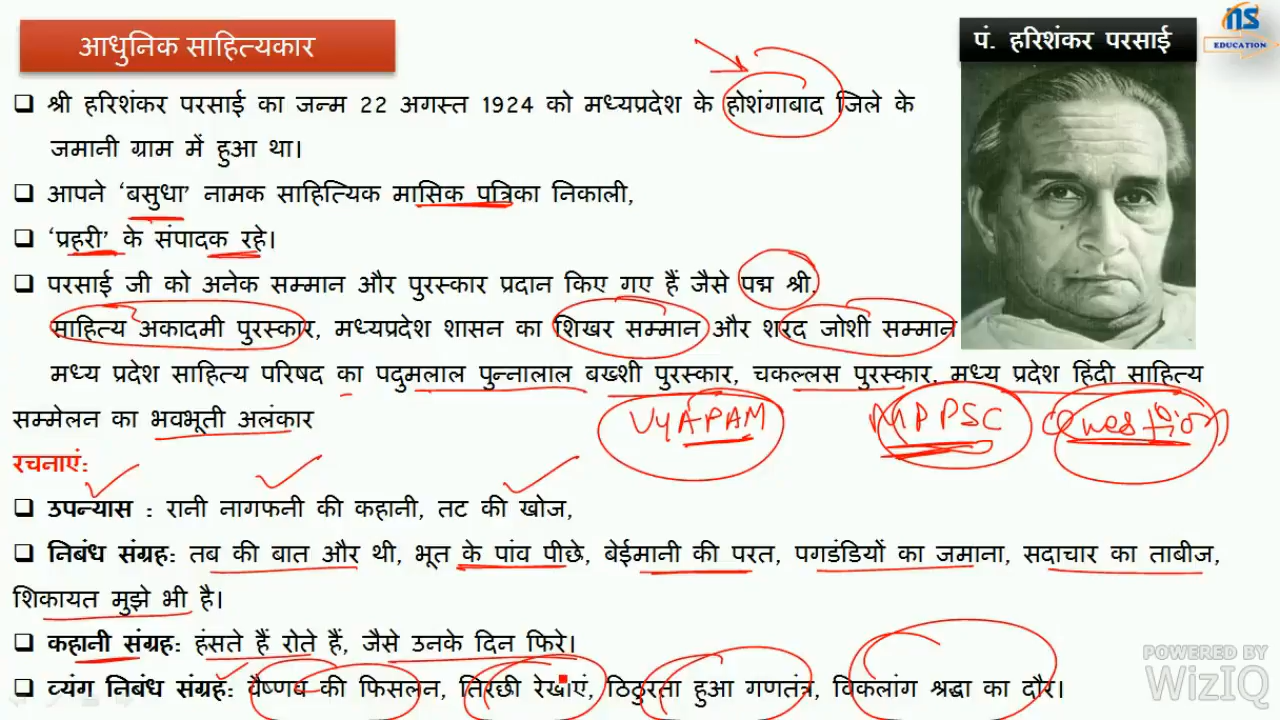 आधुनिक साहित्यकार
पं. हरिशंकर परसाई
iTS
EDUCATION
❑ श्री हरिशंकर परसाई का जन्म 22 अगस्त 1924 को मध्यप्रदेश के होशंगाबाद जिले के
जमानी ग्राम में हुआ था।
❑ आपने ‘बसुधा’ नामक साहित्यिक मासिक पत्रिका निकाली,
❑ ‘प्रहरी’ के संपादक रहे।
❑ परसाई जी को अनेक सम्मान और पुरस्कार प्रदान किए गए हैं जैसे पद्म श्री,
साहित्य अकादमी पुरस्कार, मध्यप्रदेश शासन का शिखर सम्मान और शरद जोशी सम्मान
मध्य प्रदेश साहित्य परिषद का पदुमलाल पुन्नालाल बख्शी पुरस्कार, चकल्लस पुरस्कार, मध्य प्रदेश हिंदी साहित्य
सम्मेलन का भवभूती अलंकार
VYAPAM MPPSC Question
रचनाएं:
❑ उपन्यास : रानी नागफनी की कहानी, तट की खोज,
❑ निबंध संग्रह: तब की बात और थी, भूत के पांव पीछे, बेईमानी की परत, पगडंडियों का जमाना, सदाचार का ताबीज,
शिकायत मुझे भी है।
❑ कहानी संग्रह: हंसते हैं रोते हैं, जैसे उनके दिन फिरे।
❑ व्यंग निबंध संग्रह: वैष्णव की फिसलन, तिरछी रेखाएं, ठिठुरता हुआ गणतंत्र, विकलांग श्रद्धा का दौर।
POWERED BY
WizIQ